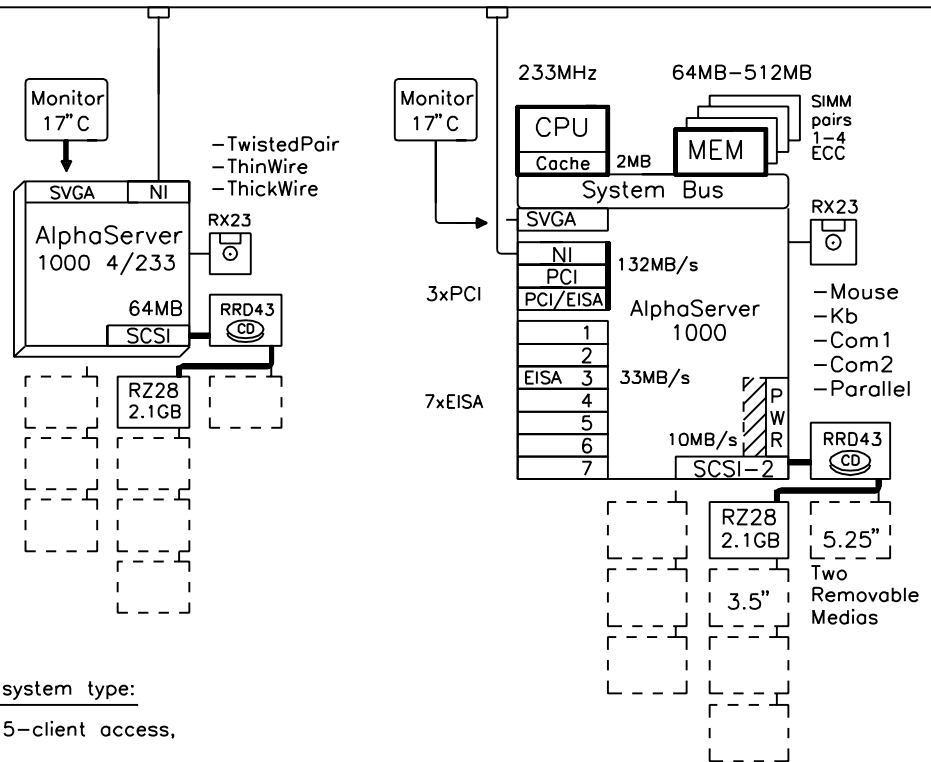 Monitor
17"C
-TwistedPair
-ThinWire
-ThickWire
SVGA
NI
AlphaServer
1000 4/233
RX23
64MB
SCSI
RRD43
CD
RZ28
2.1GB
system type:
5-client access,
Monitor
17"C
233MHz
CPU
Cache
2MB
64MB-512MB
MEM
SIMM
pairs
1-4
ECC
System Bus
SVGA
NI
PCI
PCI/EISA
3xPCI
132MB/s
AlphaServer
1000
RX23
-Mouse
-Kb
-Com1
-Com2
-Parallel
1
2
EISA 3
4
5
6
7
7xEISA
33MB/s
P
W
R
10MB/s
SCSI-2
RRD43
CD
RZ28
2.1GB
5.25"
3.5"
Two
Removable
Medias